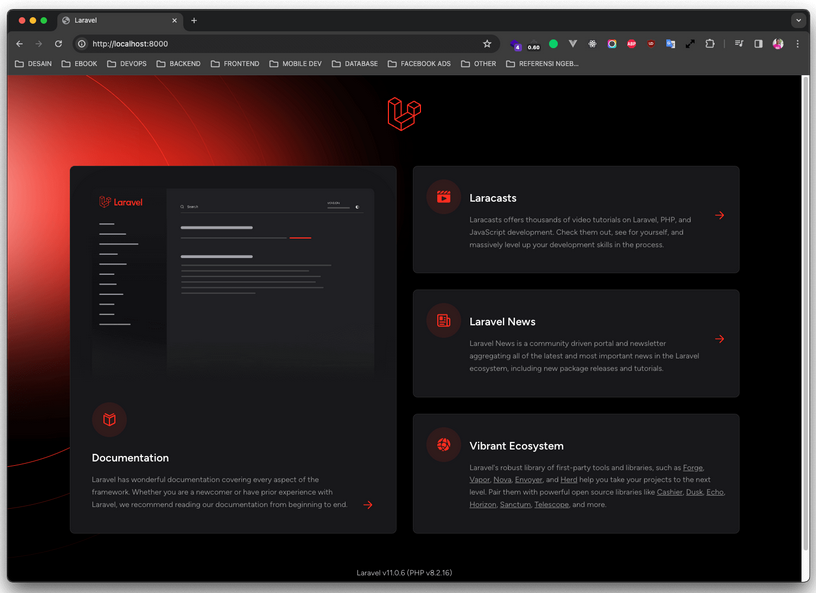 Laravel
http://localhost:8000
4
0.60
ABP
DESAIN
EBOOK
DEVOPS
BACKEND
FRONTEND
MOBILE DEV
DATABASE
FACEBOOK ADS
OTHER
REFERENSI NGEB...
Laravel
Search
Documentation
Laravel has wonderful documentation covering every aspect of the
framework. Whether you are a newcomer or have prior experience with
Laravel, we recommend reading our documentation from beginning to end.
Laracasts
Laracasts offers thousands of video tutorials on Laravel, PHP, and
JavaScript development. Check them out, see for yourself, and
massively level up your development skills in the process.
Laravel News
Laravel News is a community driven portal and newsletter
aggregating all of the latest and most important news in the Laravel
ecosystem, including new package releases and tutorials.
Vibrant Ecosystem
Laravel's robust library of first-party tools and libraries, such as Forge,
Vapor, Nova, Envoyer, and Herd help you take your projects to the next
level. Pair them with powerful open source libraries like Cashier, Dusk, Echo,
Horizon, Sanctum, Telescope, and more.
Laravel v11.0.6 (PHP v8.2.16)